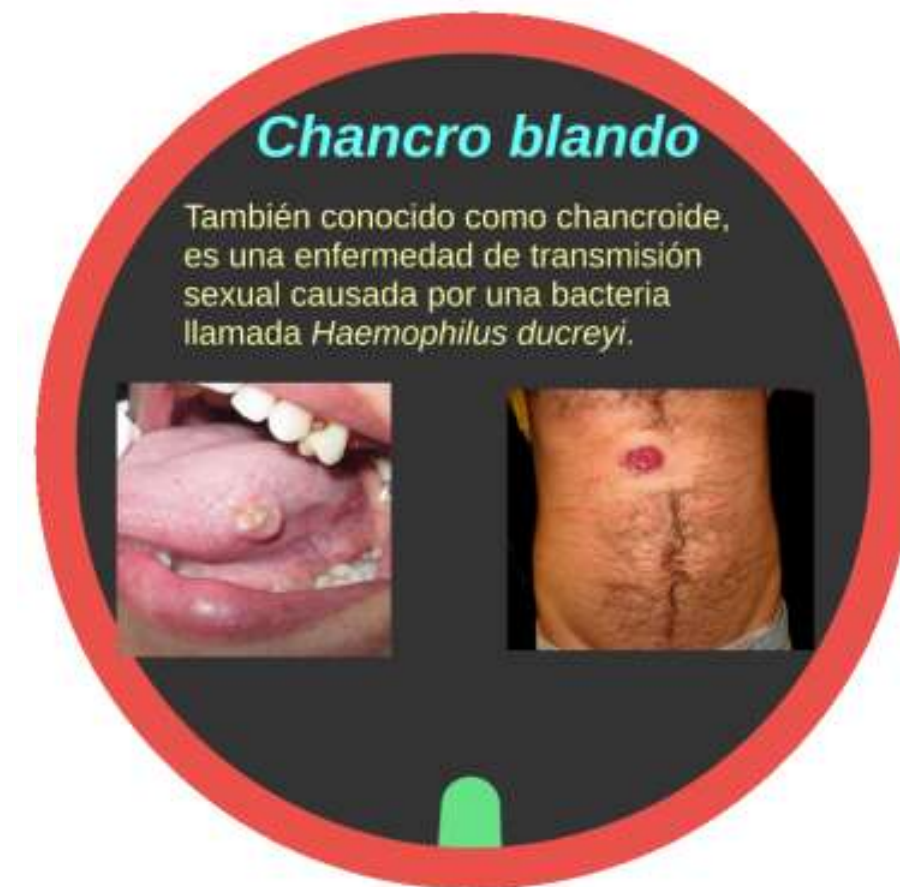 Chancro blando
También conocido como chancroide,
es una enfermedad de transmisión
sexual causada por una bacteria
llamada Haemophilus ducreyi.